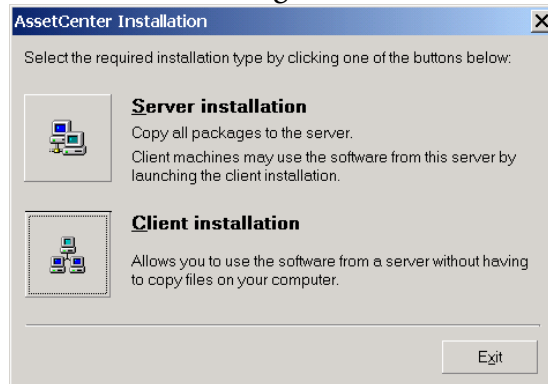 AssetCenter Installation
Select the required installation type by clicking one of the buttons below:
Server installation
Copy all packages to the server.
Client machines may use the software from this server by
launching the client installation.
Client installation
Allows you to use the software from a server without having
to copy files on your computer.
Exit